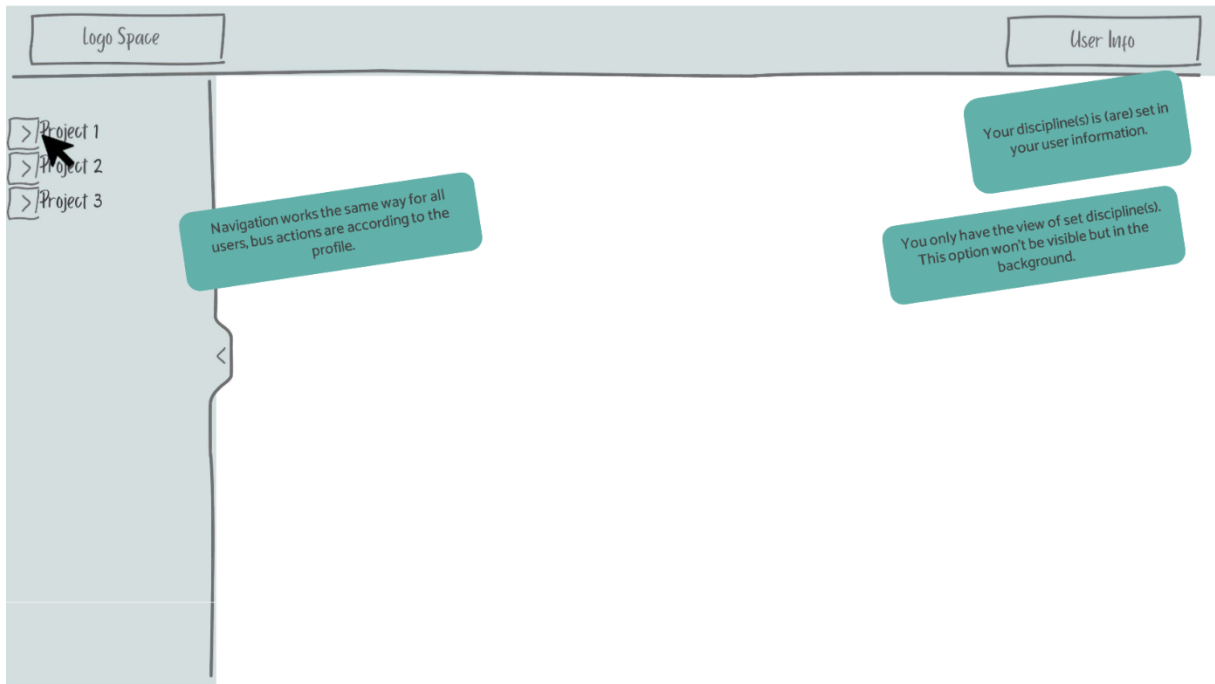 Logo Space
User Info
Your discipline(s) is (are) set in
your user information.
> Project 1
> Project 2
> Project 3
Navigation works the same way for all
users, bus actions are according to the
profile.
You only have the view of set discipline(s).
This option won't be visible but in the
background.
<